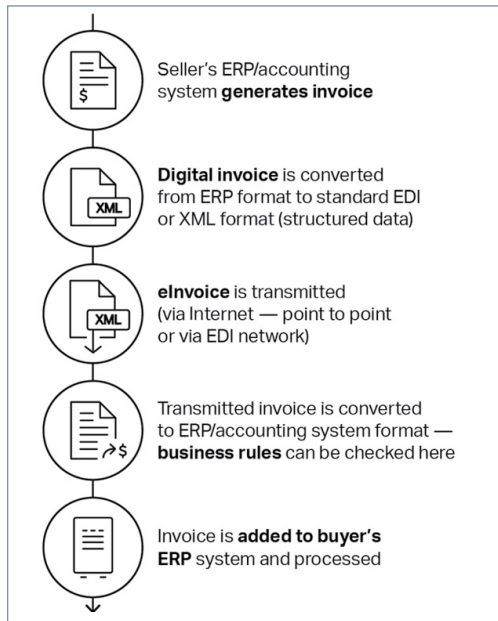 $
Seller's ERP/accounting
system generates invoice
XML
Digital invoice is converted
from ERP format to standard EDI
or XML format (structured data)
XML
eInvoice is transmitted
(via Internet — point to point
or via EDI network)
$
Transmitted invoice is converted
to ERP/accounting system format —
business rules can be checked here
Invoice is added to buyer's
ERP system and processed